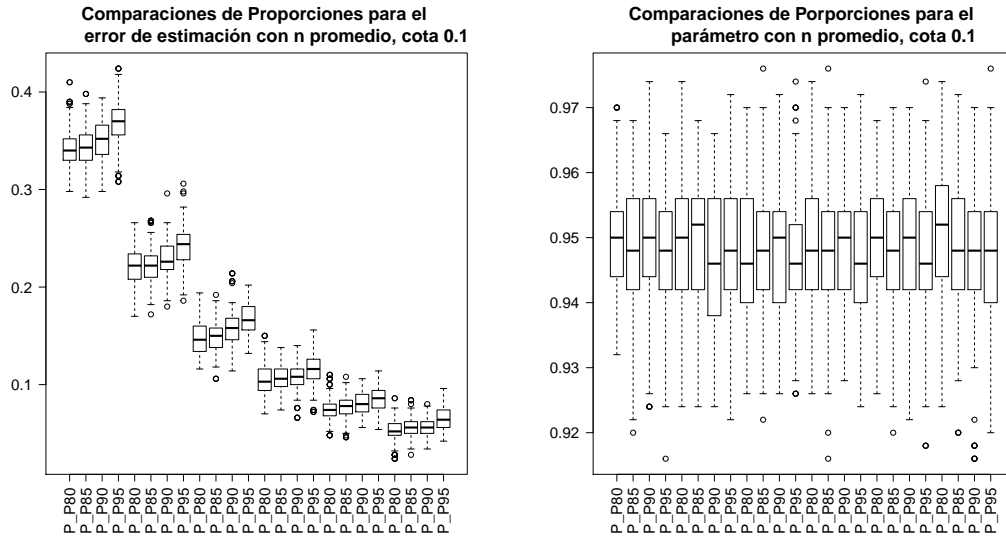 Comparaciones de Proporciones para el
error de estimación con n promedio, cota 0.1
0.4
0.3
0.2
0.1
P_P80
P_P85
P_P90
P_P95
P_P80
P_P85
P_P90
P_P95
P_P80
P_P85
P_P90
P_P95
P_P80
P_P85
P_P90
P_P95
P_P80
P_P85
P_P90
P_P95
P_P80
P_P85
P_P90
P_P95
Comparaciones de Porporciones para el
parámetro con n promedio, cota 0.1
0.97
0.96
0.95
0.94
0.93
0.92
P_P80
P_P85
P_P90
P_P95
P_P80
P_P85
P_P90
P_P95
P_P80
P_P85
P_P90
P_P95
P_P80
P_P85
P_P90
P_P95
P_P80
P_P85
P_P90
P_P95
P_P80
P_P85
P_P90
P_P95